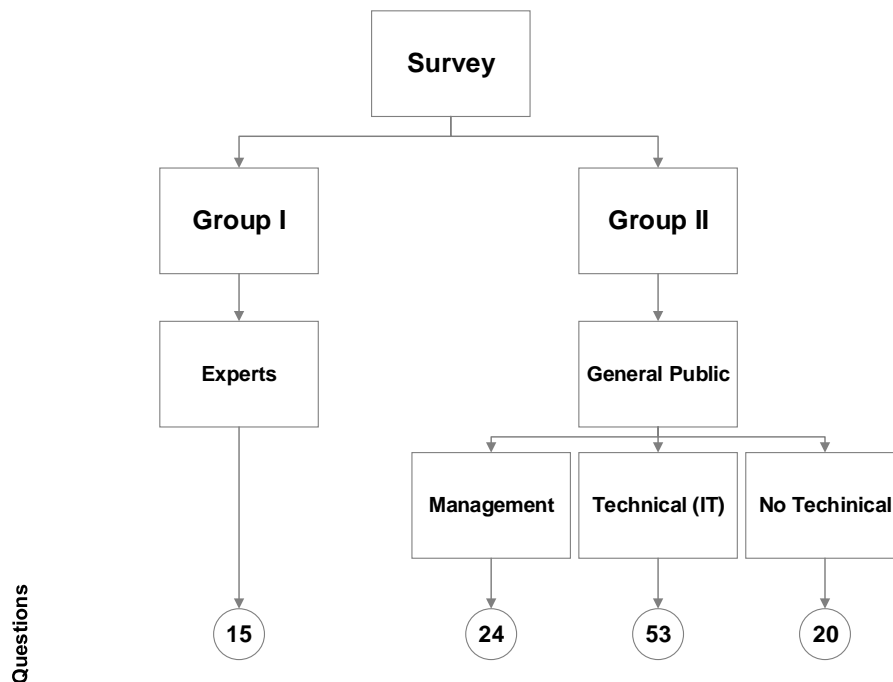 Survey
Group I
Group II
Experts
General Public
Management
Technical (IT)
No Techinical
Questions
15
24
53
20